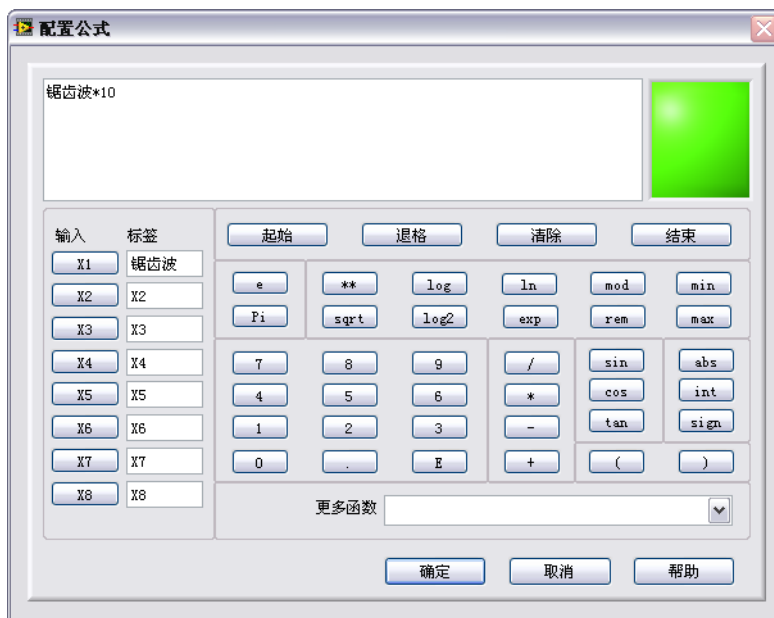 配置公式
锯齿波*10
输入 标签 起始 退格 清除 结束
X1 锯齿波
e ** log ln mod min
X2 X2
Pi sqrt log2 exp rem max
X3 X3
X4 X4 7 8 9 / sin abs
X5 X5 4 5 6 * cos int
X6 X6 1 2 3 - tan sign
X7 X7 0 . E + ( )
X8 X8
更多函数
确定 取消 帮助